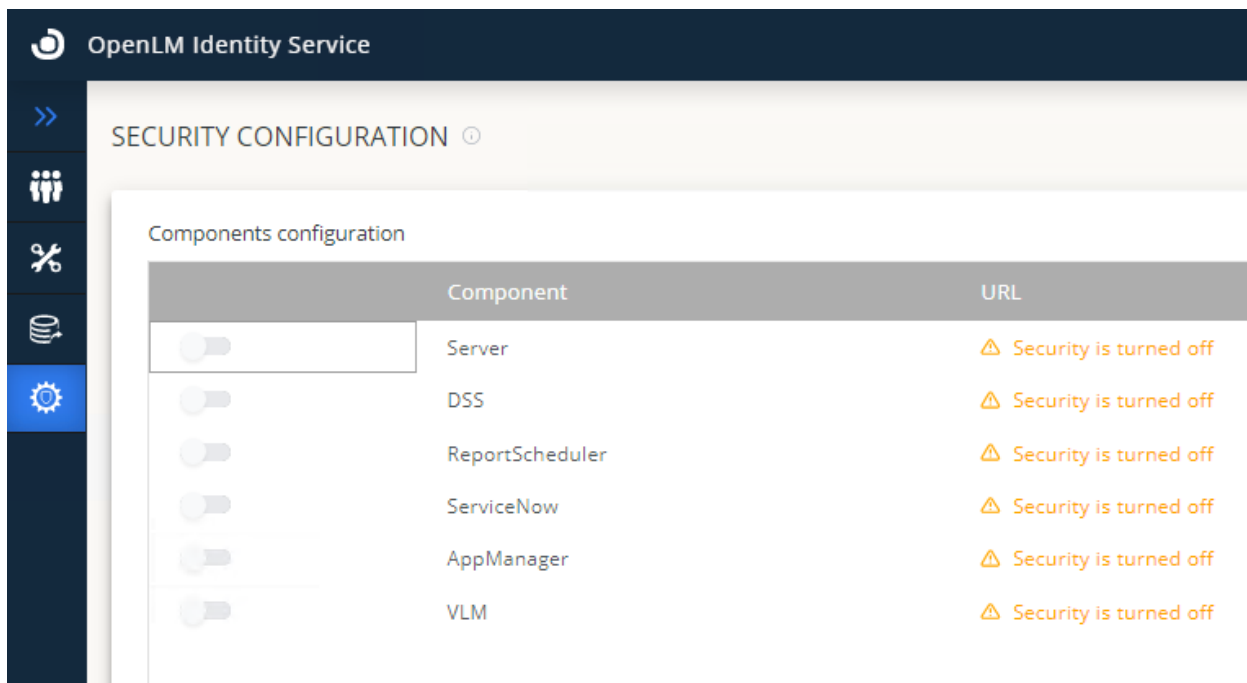 OpenLM Identity Service
SECURITY CONFIGURATION
Components configuration
Component URL
Server Security is turned off
DSS Security is turned off
ReportScheduler Security is turned off
ServiceNow Security is turned off
AppManager Security is turned off
VLM Security is turned off